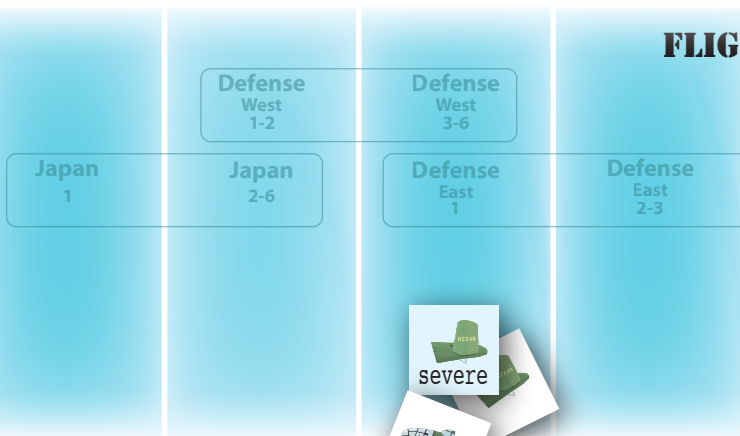 FLIG
Defense
West
1-2
Defense
West
3-6
Japan
1
Japan
2-6
Defense
East
1
Defense
East
2-3
severe